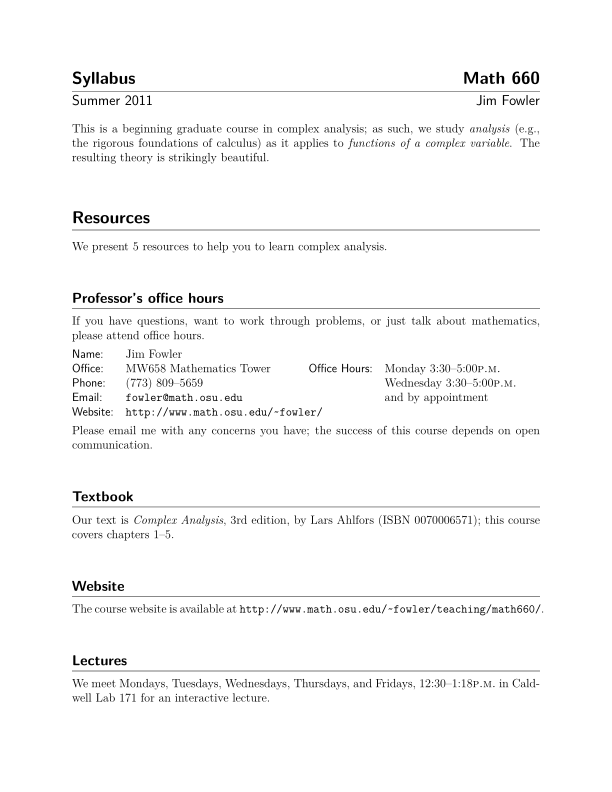 Syllabus Math 660
Summer 2011 Jim Fowler
This is a beginning graduate course in complex analysis; as such, we study analysis (e.g.,
the rigorous foundations of calculus) as it applies to functions of a complex variable. The
resulting theory is strikingly beautiful.
Resources
We present 5 resources to help you to learn complex analysis.
Professor's office hours
If you have questions, want to work through problems, or just talk about mathematics,
please attend office hours.
Name: Jim Fowler
Office: MW658 Mathematics Tower Office Hours: Monday 3:30–5:00P.M.
Phone: (773) 809–5659 Wednesday 3:30–5:00P.M.
Email: fowler@math.osu.edu and by appointment
Website: http://www.math.osu.edu/~fowler/
Please email me with any concerns you have; the success of this course depends on open
communication.
Textbook
Our text is Complex Analysis, 3rd edition, by Lars Ahlfors (ISBN 0070006571); this course
covers chapters 1–5.
Website
The course website is available at http://www.math.osu.edu/~fowler/teaching/math660/.
Lectures
We meet Mondays, Tuesdays, Wednesdays, Thursdays, and Fridays, 12:30–1:18P.M. in Cald-
well Lab 171 for an interactive lecture.